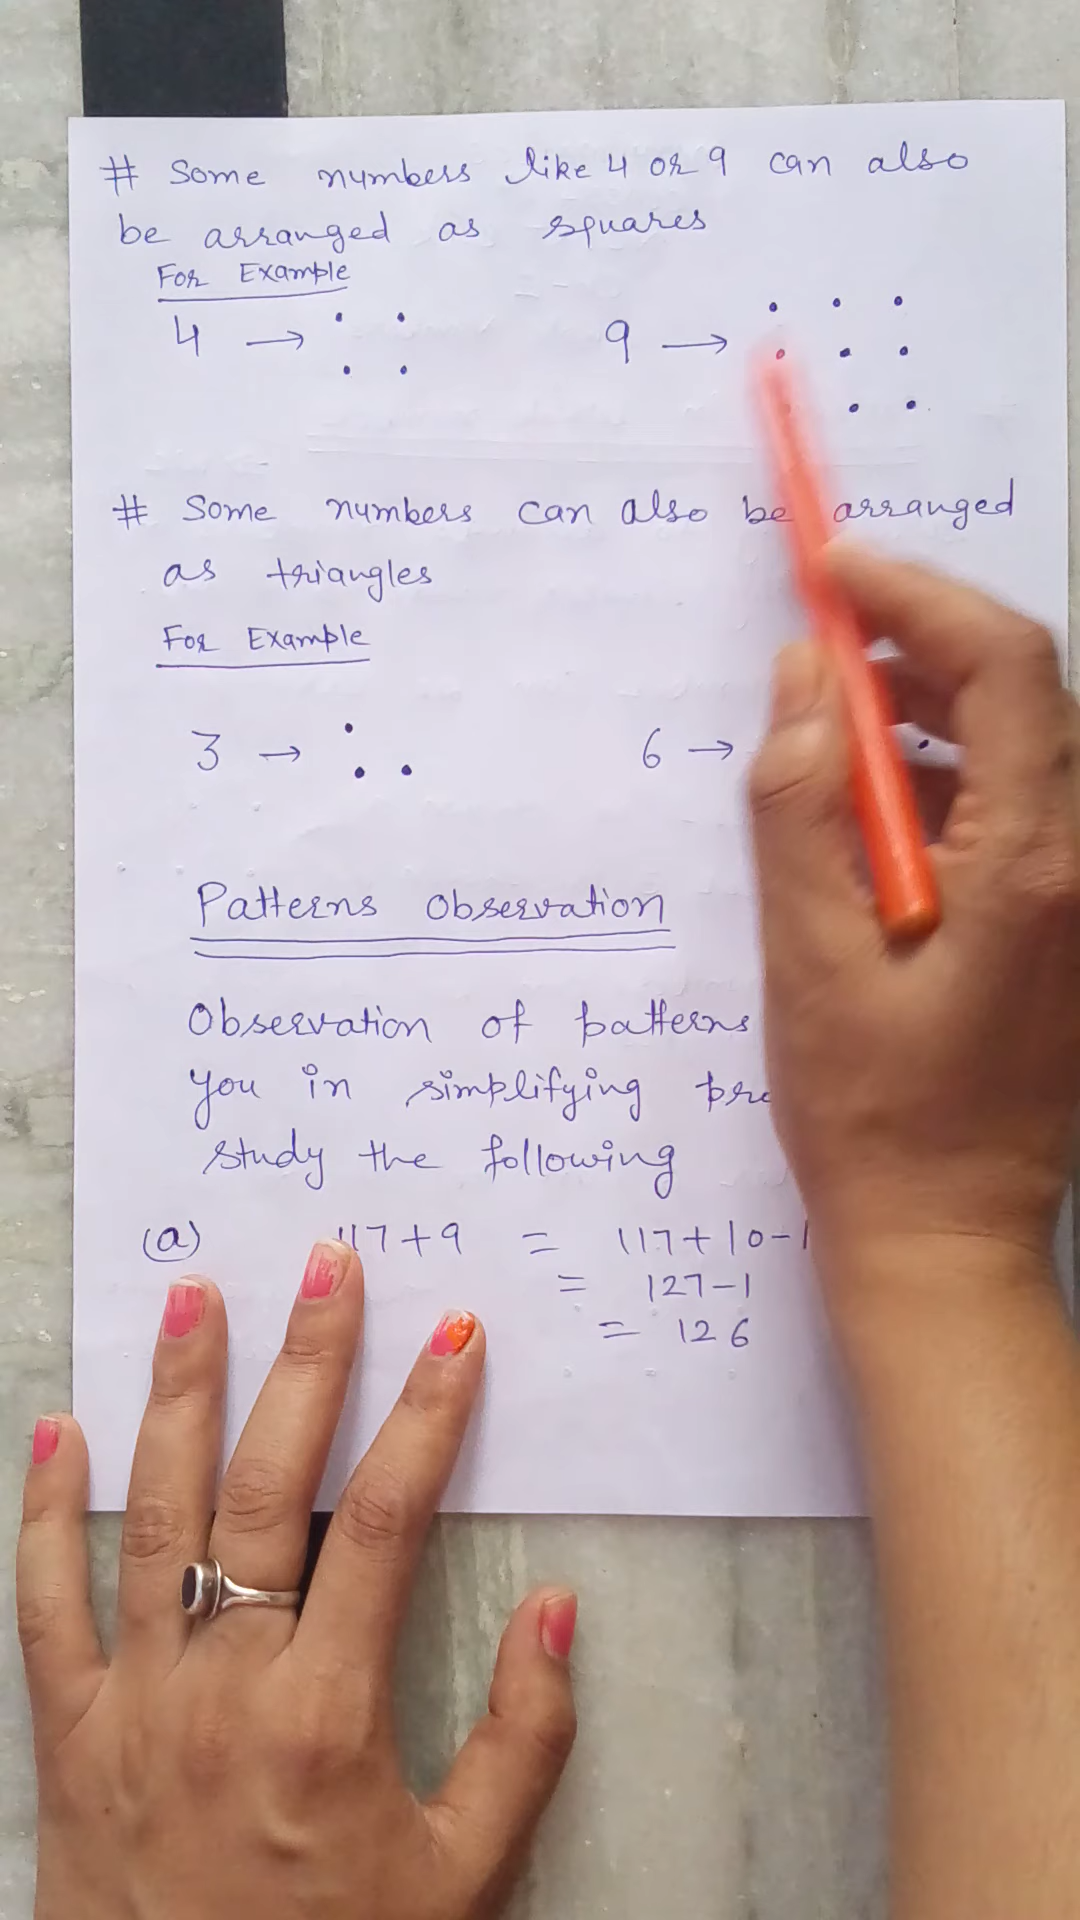 # Some numbers like 4 or 9 can also
be arranged as squares
For Example
4 → 9 →
# Some numbers can also be arranged
as triangles
For Example
3 → 6 →
Patterns Observation
Observation of patterns
you in simplifying
study the following
(a) 117+9 = 117+10-1
= 127-1
= 126